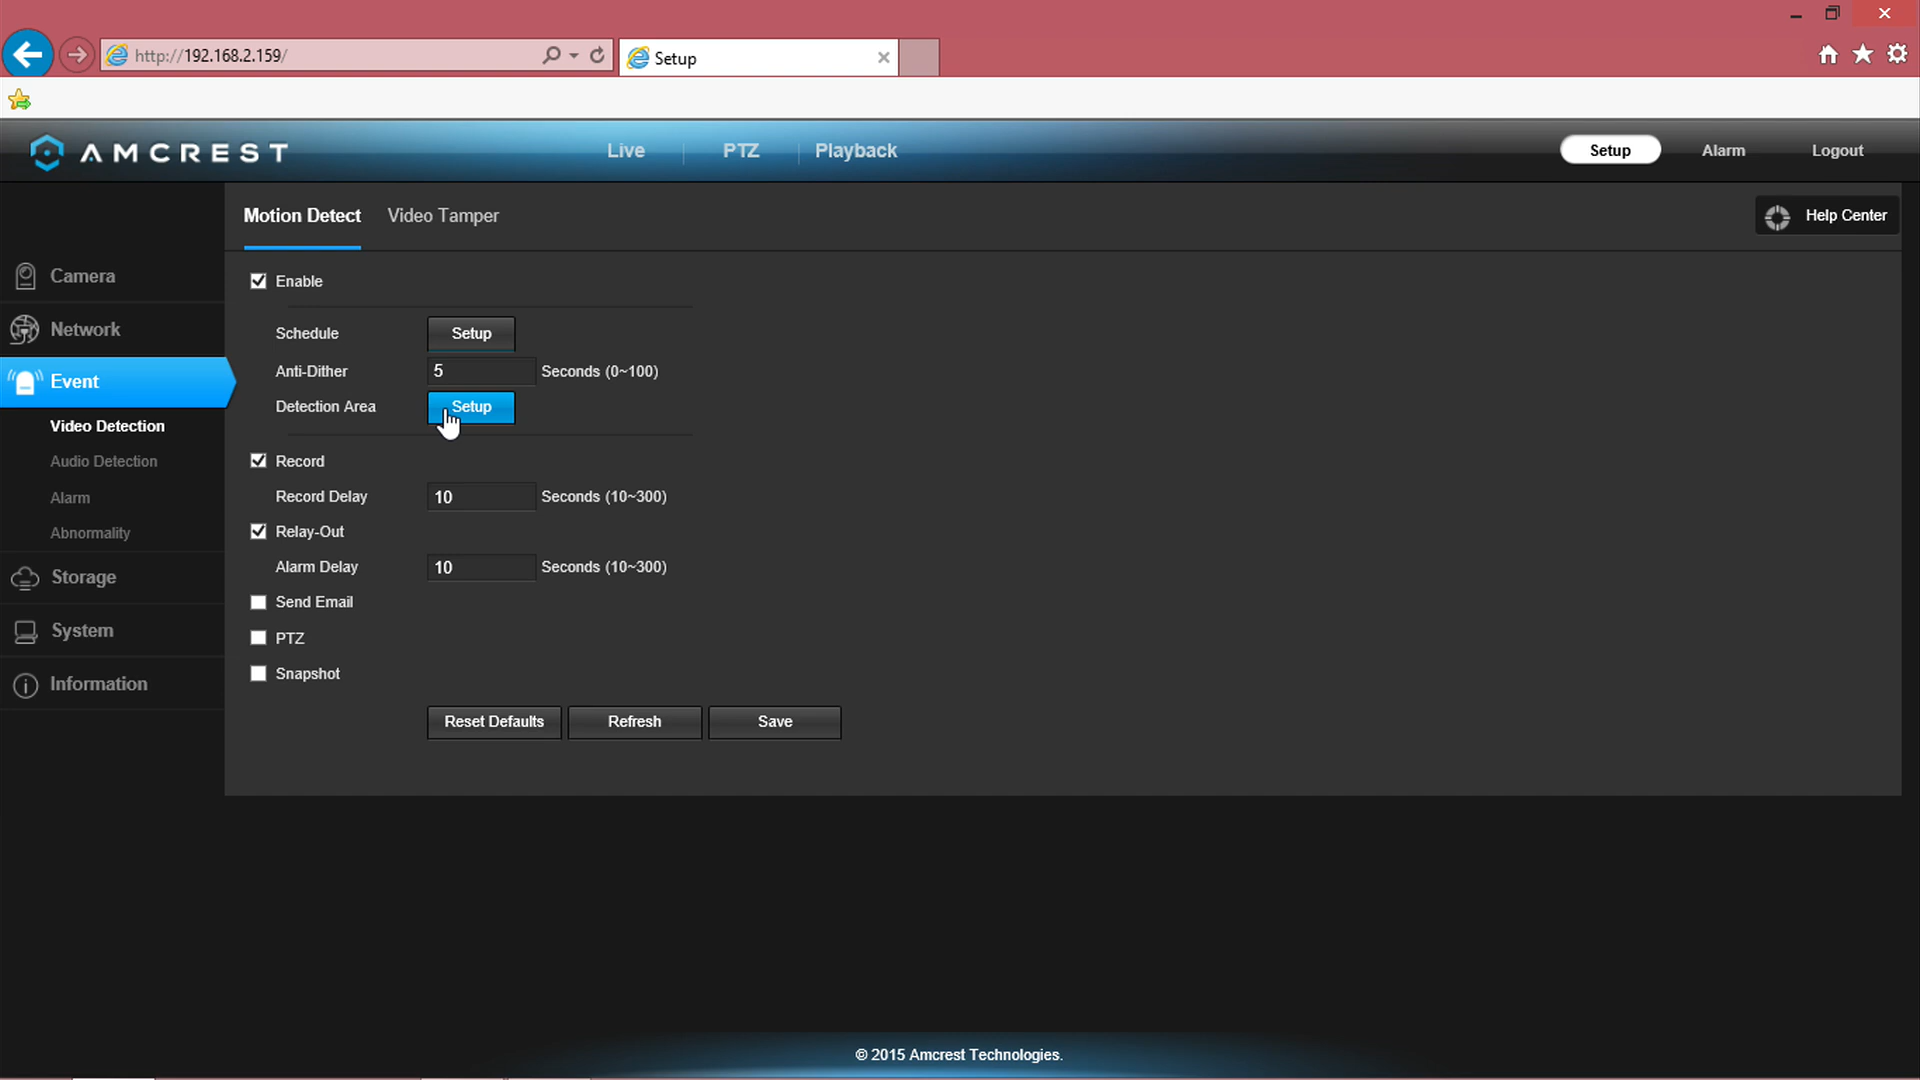 http://192.168.2.159/
Setup
AMCREST
Live
PTZ
Playback
Setup
Alarm
Logout
Motion Detect
Video Tamper
Help Center
Camera
Network
Event
Video Detection
Audio Detection
Alarm
Abnormality
Storage
System
Information
Enable
Schedule
Setup
Anti-Dither
5
Seconds (0~100)
Detection Area
Setup
Record
Record Delay
10
Seconds (10~300)
Relay-Out
Alarm Delay
10
Seconds (10~300)
Send Email
PTZ
Snapshot
Reset Defaults
Refresh
Save
© 2015 Amcrest Technologies.